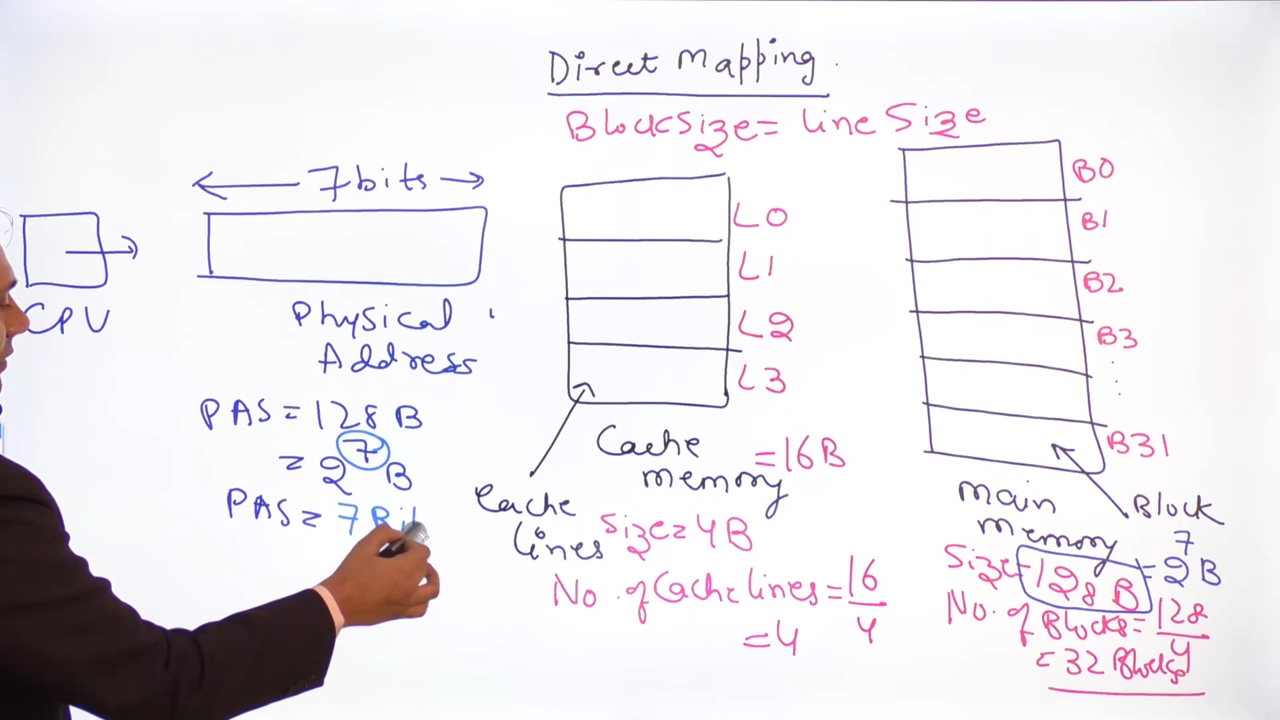 Direct Mapping
Block Size = Line Size
7 bits
CPU
Physical
Address
PAS = 128 B
= 2^7 B
PAS = 7 Bit
L0
L1
L2
L3
Cache
memory = 16B
Cache
lines
Size = 4B
No. of Cache lines = 16/4
= 4
B0
B1
B2
B3
B31
Main
memory
Block
Size = 128 B = 2^7 B
No. of Blocks = 128/4
= 32 Blocks